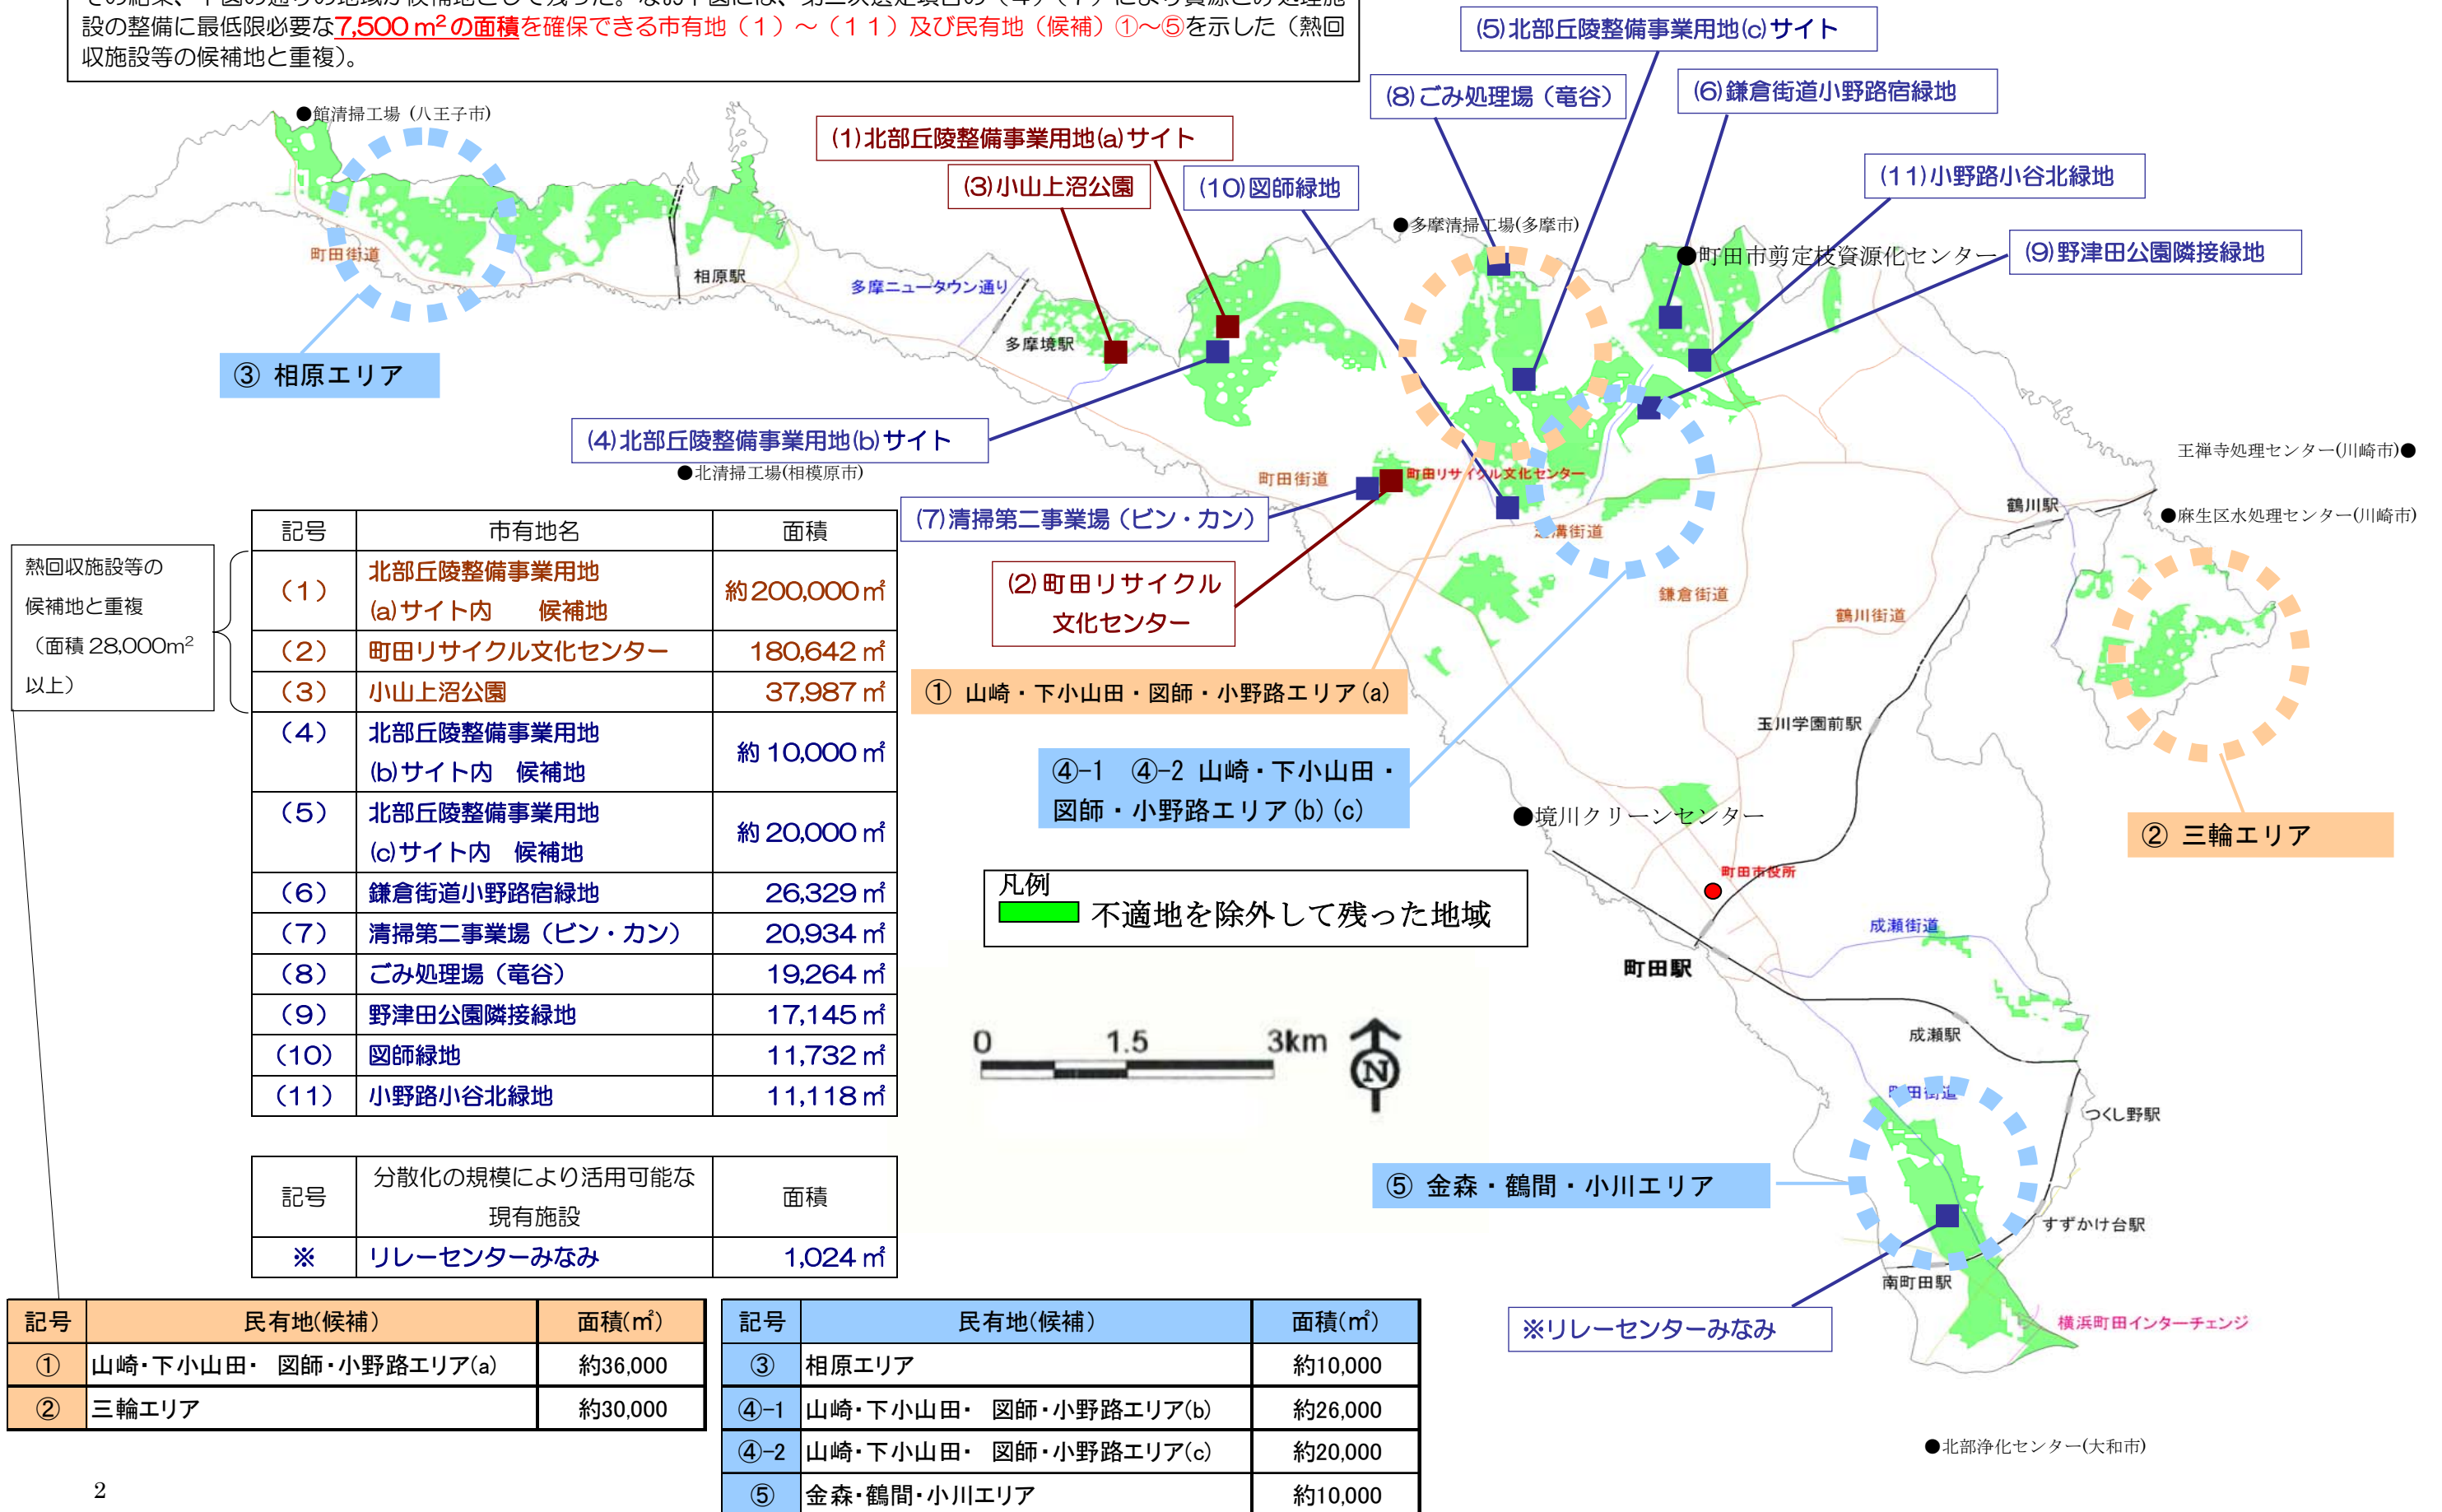 設の整備に最低限必要な7,500 m²の面積を確保できる市有地（1）～（１１）及び民有地（候補）①～⑤を示した（熱回
収施設等の候補地と重複）。
(5)北部丘陵整備事業用地(c)サイト
(8)ごみ処理場（竜谷）
(6)鎌倉街道小野路宿緑地
●館清掃工場 (八王子市)
(1)北部丘陵整備事業用地(a)サイト
(3)小山上沼公園
(10)図師緑地
(11)小野路小谷北緑地
●多摩清掃工場(多摩市)
●町田市剪定枝資源化センター
(9)野津田公園隣接緑地
町田街道
相原駅
多摩ニュータウン通り
多摩境駅
③ 相原エリア
(4)北部丘陵整備事業用地(b)サイト
●北清掃工場(相模原市)
町田街道
町田リサイクル文化センター
王禅寺処理センター(川崎市)●
鶴川駅
●麻生区水処理センター(川崎市)
(7)清掃第二事業場（ビン・カン）
溝街道
(2)町田リサイクル
文化センター
鎌倉街道
鶴川街道
① 山崎・下小山田・図師・小野路エリア(a)
玉川学園前駅
④-1　④-2 山崎・下小山田・
図師・小野路エリア(b)(c)
●境川クリーンセンター
② 三輪エリア
町田市役所
凡例
不適地を除外して残った地域
成瀬街道
町田駅
成瀬駅
0 1.5 3km
N
町田街道
つくし野駅
⑤ 金森・鶴間・小川エリア
すずかけ台駅
南町田駅
※リレーセンターみなみ
横浜町田インターチェンジ
●北部浄化センター(大和市)
熱回収施設等の
候補地と重複
（面積 28,000m²
以上）
記号 市有地名 面積
（1） 北部丘陵整備事業用地
(a)サイト内　候補地 約200,000㎡
（2） 町田リサイクル文化センター 180,642㎡
（3） 小山上沼公園 37,987㎡
（4） 北部丘陵整備事業用地
(b)サイト内　候補地 約10,000㎡
（5） 北部丘陵整備事業用地
(c)サイト内　候補地 約20,000㎡
（6） 鎌倉街道小野路宿緑地 26,329㎡
（7） 清掃第二事業場（ビン・カン） 20,934㎡
（8） ごみ処理場（竜谷） 19,264㎡
（9） 野津田公園隣接緑地 17,145㎡
（10） 図師緑地 11,732㎡
（11） 小野路小谷北緑地 11,118㎡
記号 分散化の規模により活用可能な
現有施設 面積
※ リレーセンターみなみ 1,024㎡
記号 民有地(候補) 面積(㎡)
① 山崎・下小山田・　図師・小野路エリア(a) 約36,000
② 三輪エリア 約30,000
記号 民有地(候補) 面積(㎡)
③ 相原エリア 約10,000
④-1 山崎・下小山田・　図師・小野路エリア(b) 約26,000
④-2 山崎・下小山田・　図師・小野路エリア(c) 約20,000
⑤ 金森・鶴間・小川エリア 約10,000
2